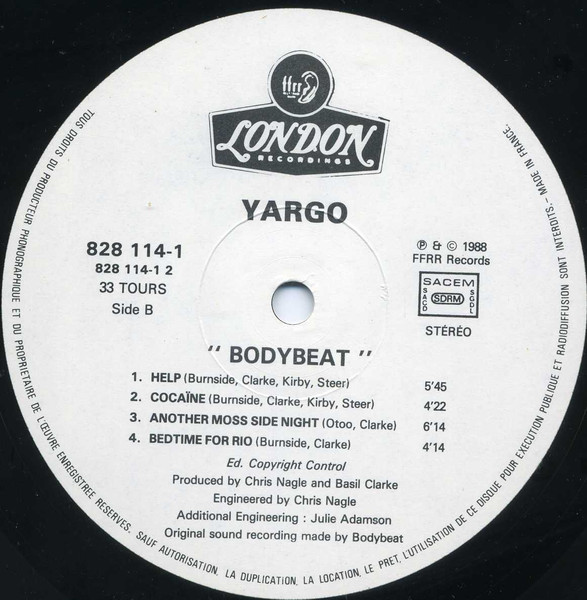 ffrr
LONDON
RECORDINGS
YARGO
828 114-1
828 114-1 2
33 TOURS
Side B
℗ & © 1988
FFRR Records
SACEM
SACD
SDRM
SGDL
STÉRÉO
" BODYBEAT "
1. HELP (Burnside, Clarke, Kirby, Steer) 5'45
2. COCAÏNE (Burnside, Clarke, Kirby, Steer) 4'22
3. ANOTHER MOSS SIDE NIGHT (Otoo, Clarke) 6'14
4. BEDTIME FOR RIO (Burnside, Clarke) 4'14
Ed. Copyright Control
Produced by Chris Nagle and Basil Clarke
Engineered by Chris Nagle
Additional Engineering : Julie Adamson
Original sound recording made by Bodybeat
TOUS DROITS DU PRODUCTEUR PHONOGRAPHIQUE ET DU PROPRIETAIRE DE L'ŒUVRE ENREGISTREE RESERVES. SAUF AUTORISATION, LA DUPLICATION, LA LOCATION, LE PRET, L'UTILISATION DE CE DISQUE POUR EXECUTION PUBLIQUE ET RADIODIFFUSION SONT INTERDITS.- MADE IN FRANCE.